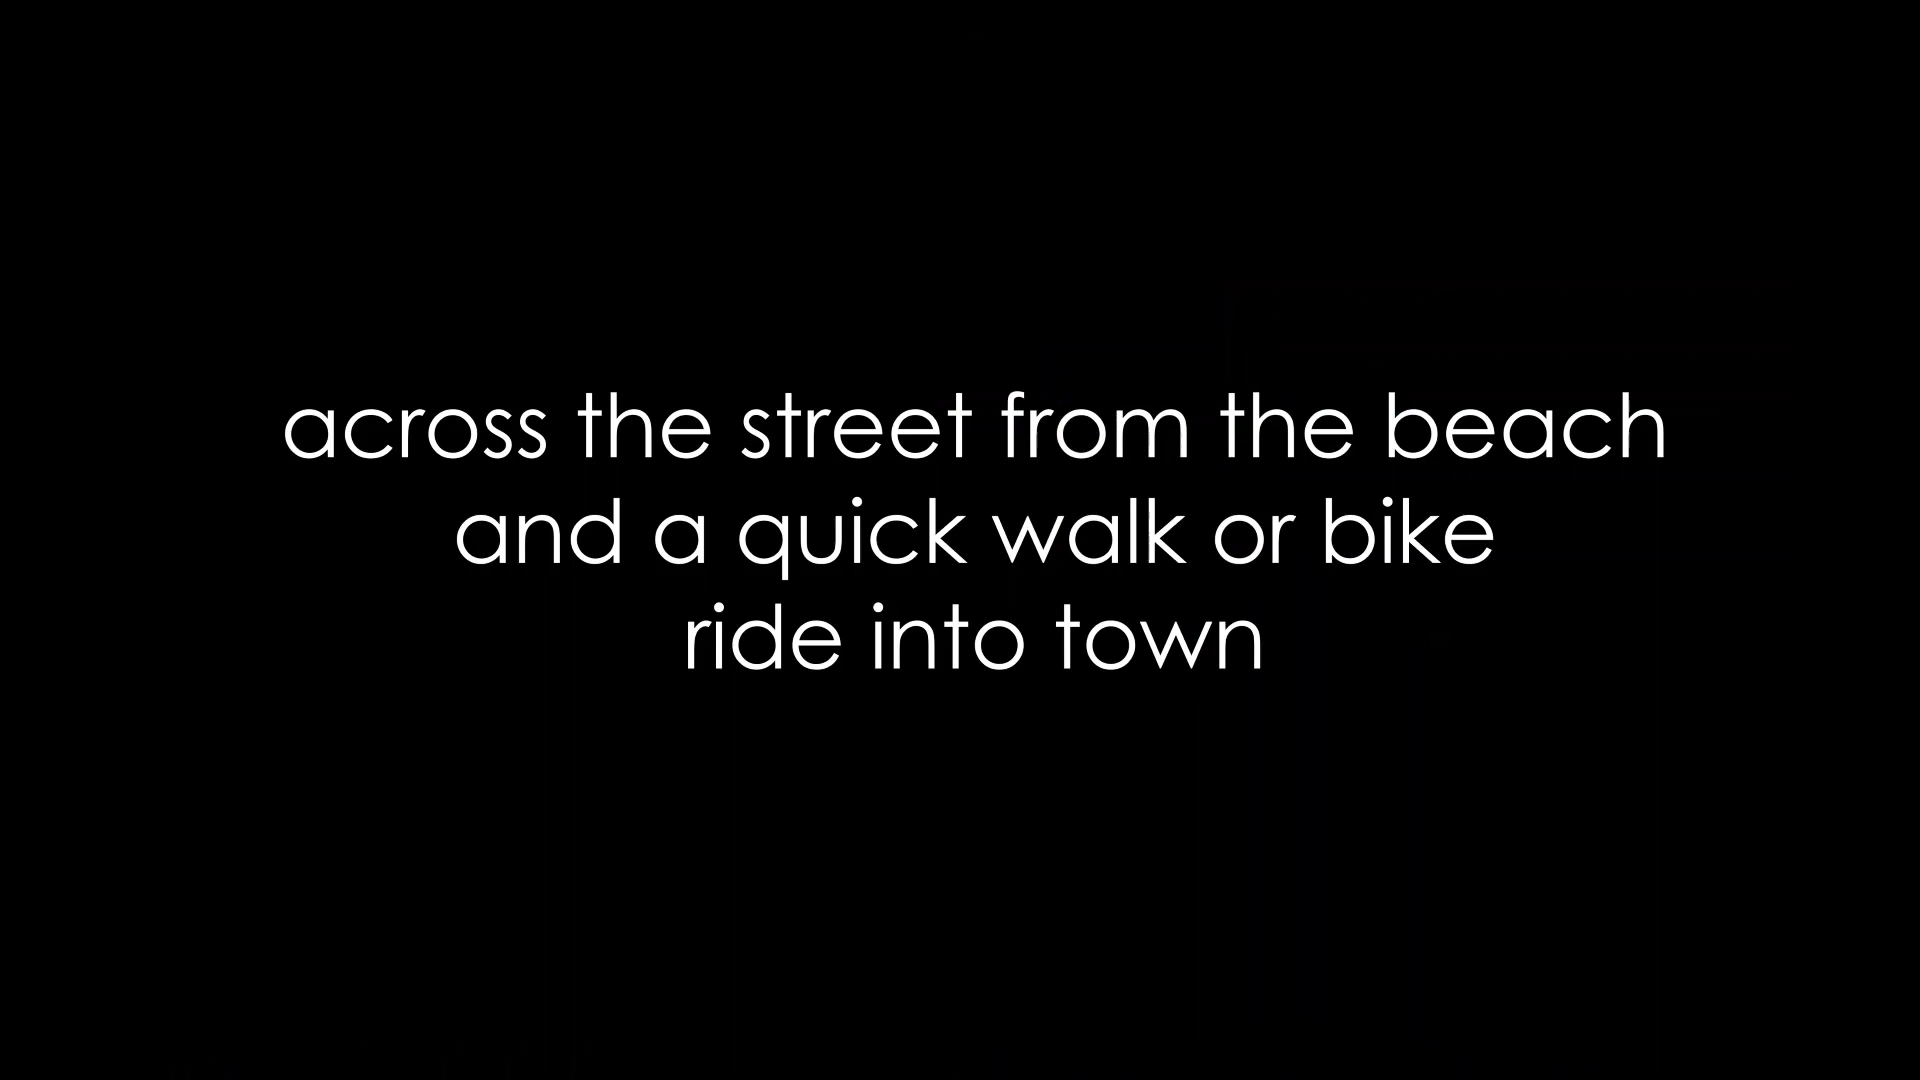 across the street from the beach
and a quick walk or bike
ride into town